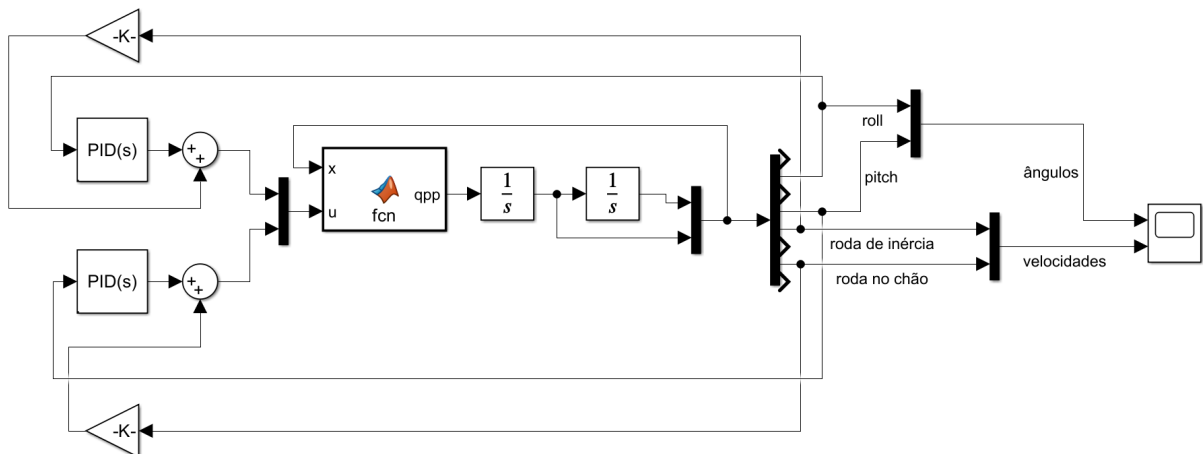 -K-
PID(s)
+
+
x
u
fcn
qpp
1
s
1
s
roll
pitch
ângulos
roda de inércia
velocidades
roda no chão
PID(s)
+
+
-K-